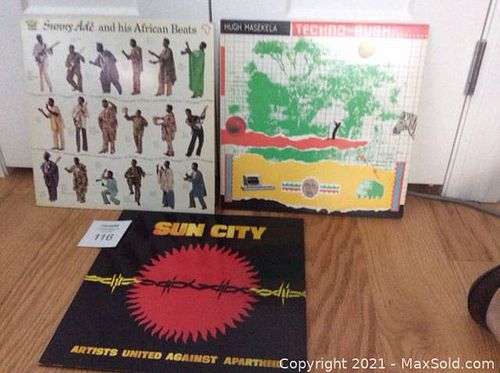 Sunny Adé and his African Beats
HUGH MASEKELA TECHNO-BUSH
SUN CITY
116
ARTISTS UNITED AGAINST APARTHEID
Copyright © 2021 - MaxSold.com